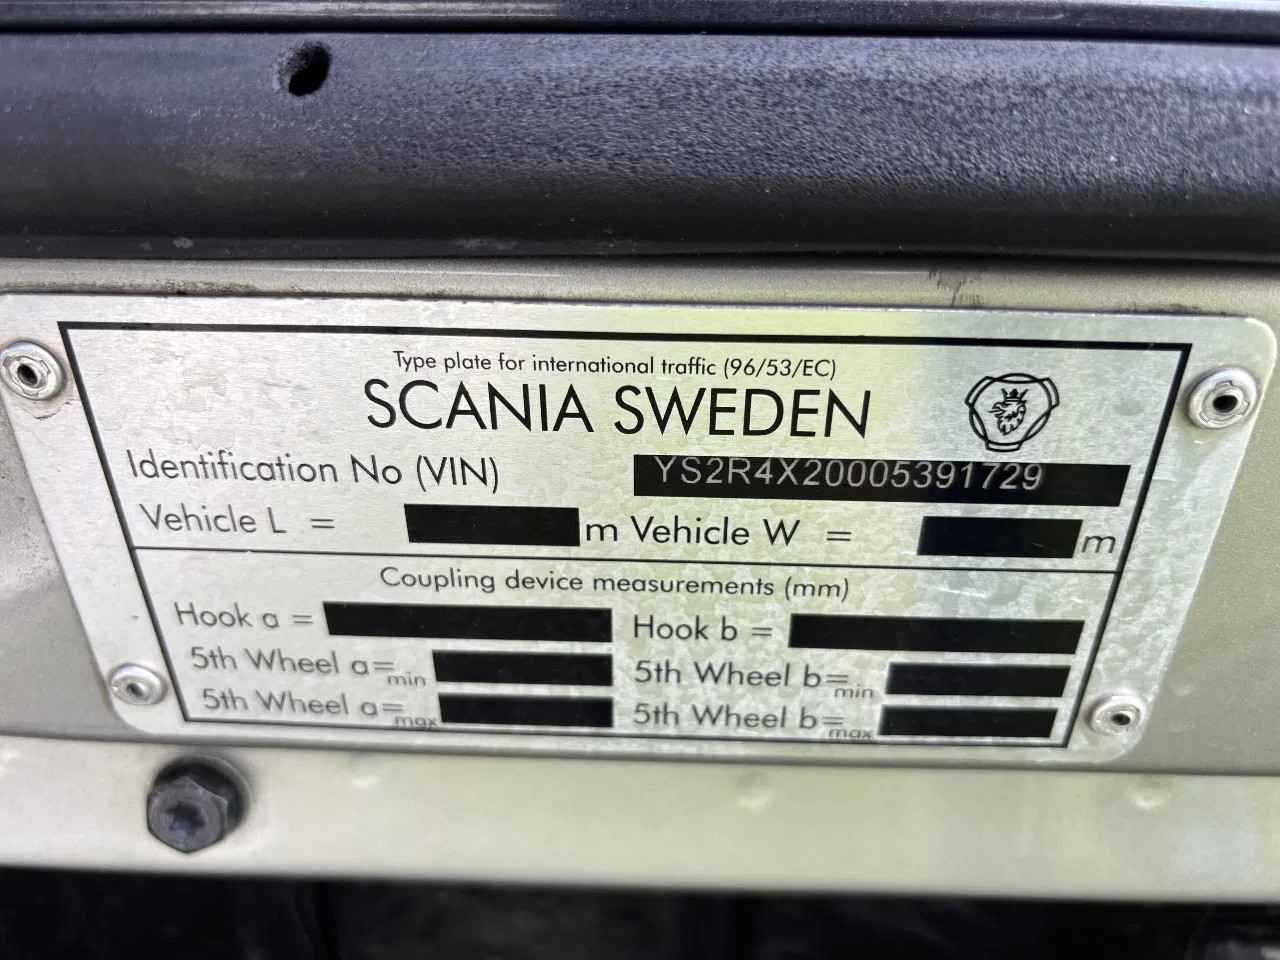 Type plate for international traffic (96/53/EC)
SCANIA SWEDEN
Identification No (VIN) YS2R4X20005391729
Vehicle L = m Vehicle W = m
Coupling device measurements (mm)
Hook a = Hook b =
5th Wheel a=min 5th Wheel b=min
5th Wheel a=max 5th Wheel b=max